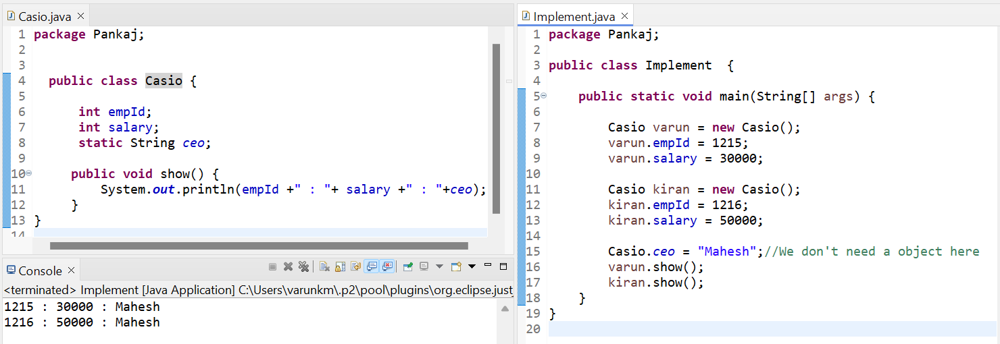 Casio.java
1 package Pankaj;
2
3
4 public class Casio {
5
6 int empId;
7 int salary;
8 static String ceo;
9
10 public void show() {
11 System.out.println(empId +" : "+ salary +" : "+ceo);
12 }
13 }
14
Console
<terminated> Implement [Java Application] C:\Users\varunkm\.p2\pool\plugins\org.eclipse.just
1215 : 30000 : Mahesh
1216 : 50000 : Mahesh
Implement.java
1 package Pankaj;
2
3 public class Implement {
4
5 public static void main(String[] args) {
6
7 Casio varun = new Casio();
8 varun.empId = 1215;
9 varun.salary = 30000;
10
11 Casio kiran = new Casio();
12 kiran.empId = 1216;
13 kiran.salary = 50000;
14
15 Casio.ceo = "Mahesh";//We don't need a object here
16 varun.show();
17 kiran.show();
18 }
19 }
20